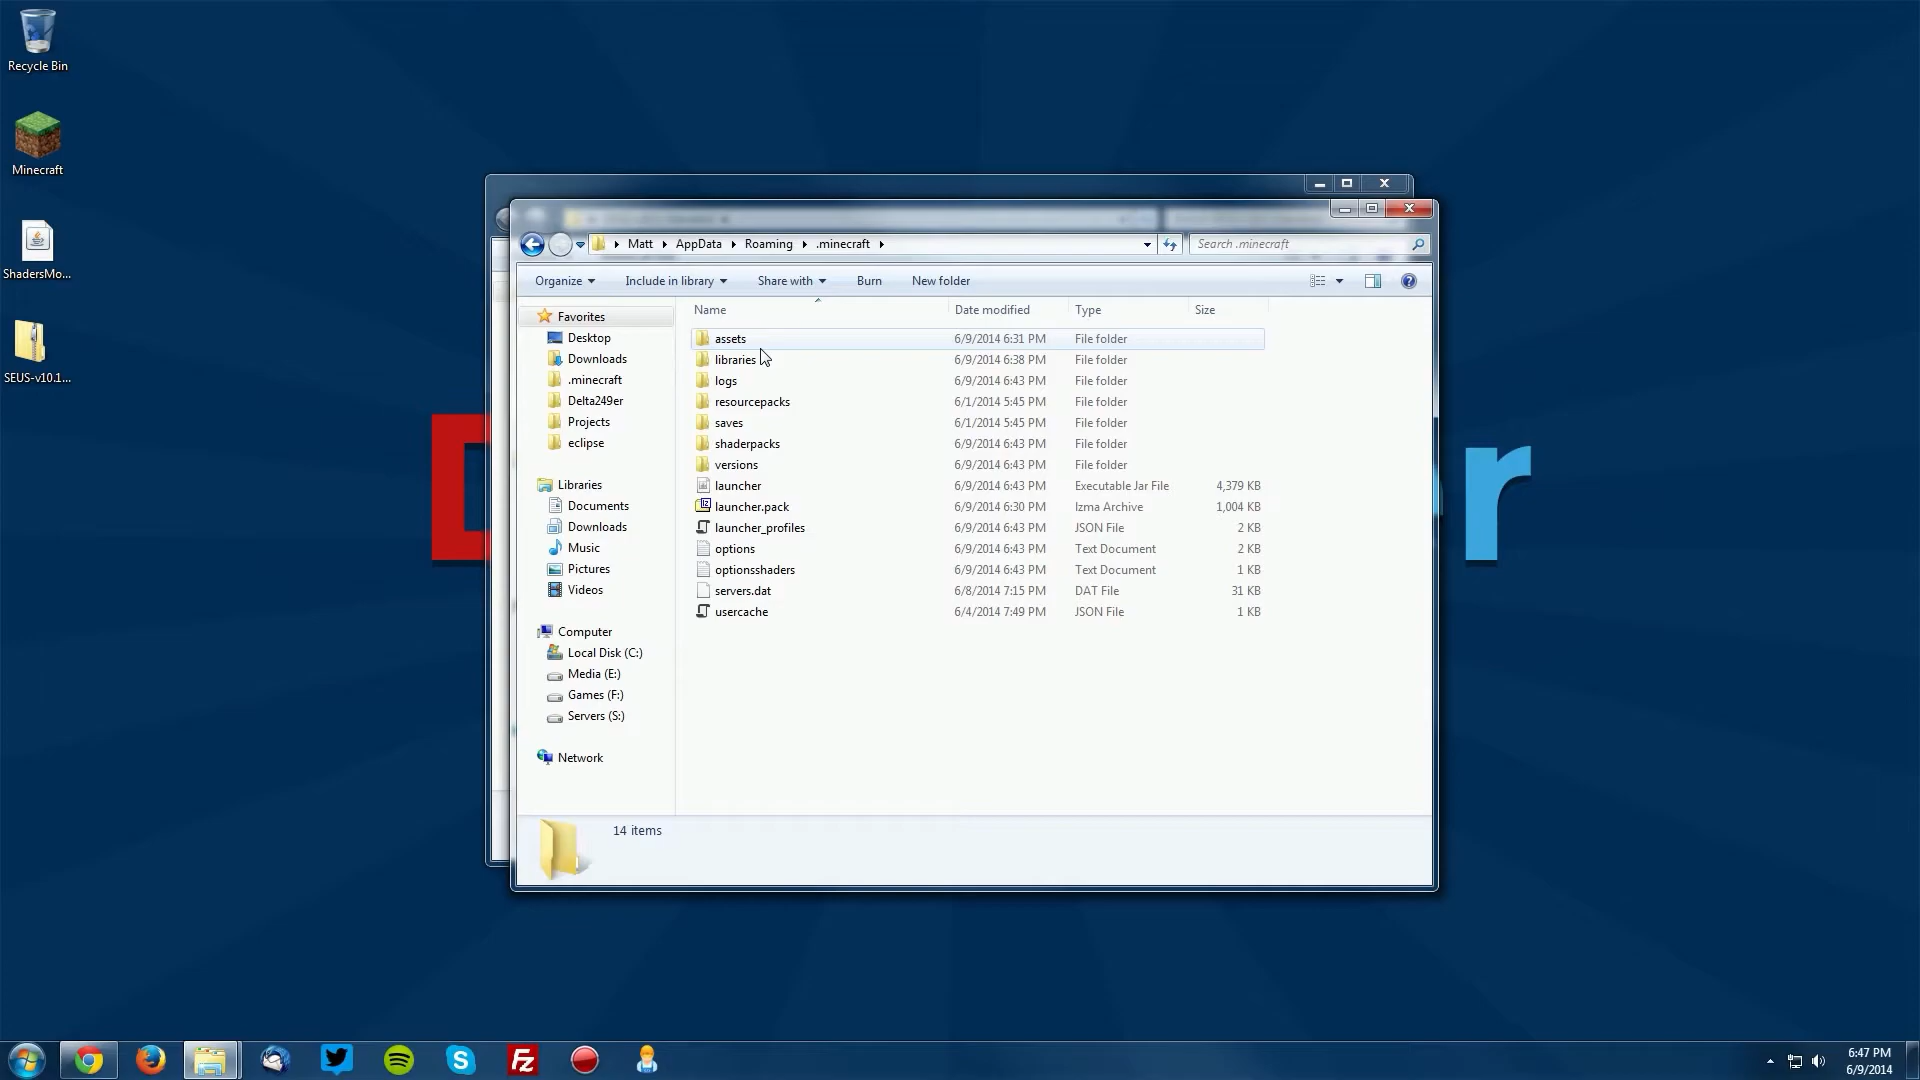 Recycle Bin
Minecraft
ShadersMo...
SEUS-v10.1...
Matt
AppData
Roaming
.minecraft
Search .minecraft
Organize
Include in library
Share with
Burn
New folder
Favorites
Desktop
Downloads
.minecraft
Delta249er
Projects
eclipse
Libraries
Documents
Downloads
Music
Pictures
Videos
Computer
Local Disk (C:)
Media (E:)
Games (F:)
Servers (S:)
Network
Name Date modified Type Size
assets 6/9/2014 6:31 PM File folder
libraries 6/9/2014 6:38 PM File folder
logs 6/9/2014 6:43 PM File folder
resourcepacks 6/1/2014 5:45 PM File folder
saves 6/1/2014 5:45 PM File folder
shaderpacks 6/9/2014 6:43 PM File folder
versions 6/9/2014 6:43 PM File folder
launcher 6/9/2014 6:43 PM Executable Jar File 4,379 KB
launcher.pack 6/9/2014 6:30 PM lzma Archive 1,004 KB
launcher_profiles 6/9/2014 6:43 PM JSON File 2 KB
options 6/9/2014 6:43 PM Text Document 2 KB
optionsshaders 6/9/2014 6:43 PM Text Document 1 KB
servers.dat 6/8/2014 7:15 PM DAT File 31 KB
usercache 6/4/2014 7:49 PM JSON File 1 KB
14 items
r
6:47 PM
6/9/2014